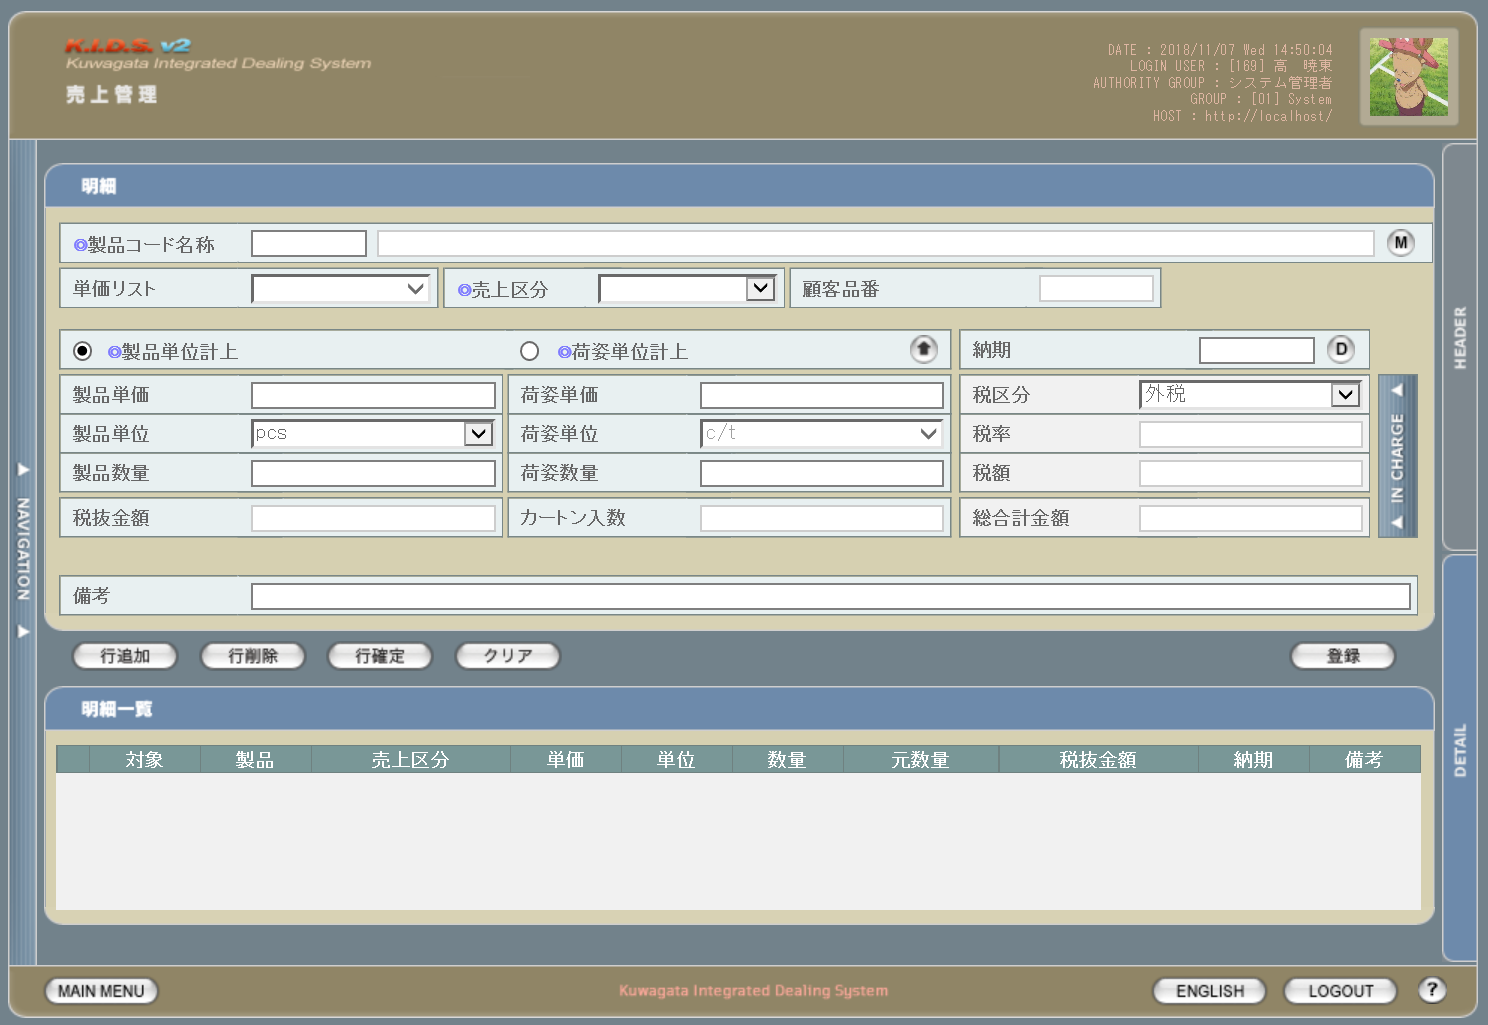 K.I.D.S. v2
Kuwagata Integrated Dealing System
売上管理
DATE : 2018/11/07 Wed 14:50:04
LOGIN USER : [169] 高　暁東
AUTHORITY GROUP : システム管理者
GROUP : [01] System
HOST : http://localhost/
明細
◎製品コード名称 M
単価リスト ◎売上区分 顧客品番
◎製品単位計上 ◎荷姿単位計上 納期 D
製品単価 荷姿単価 税区分 外税
製品単位 pcs 荷姿単位 c/t 税率
製品数量 荷姿数量 税額
税抜金額 カートン入数 総合計金額
備考
IN CHARGE
NAVIGATION
HEADER
DETAIL
行追加 行削除 行確定 クリア 登録
明細一覧
対象 製品 売上区分 単価 単位 数量 元数量 税抜金額 納期 備考
MAIN MENU Kuwagata Integrated Dealing System ENGLISH LOGOUT ?